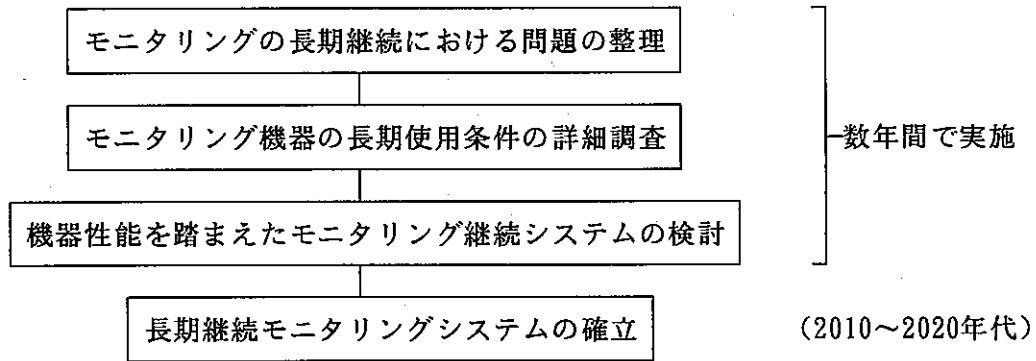 モニタリングの長期継続における問題の整理
モニタリング機器の長期使用条件の詳細調査
数年間で実施
機器性能を踏まえたモニタリング継続システムの検討
長期継続モニタリングシステムの確立
(2010～2020年代)